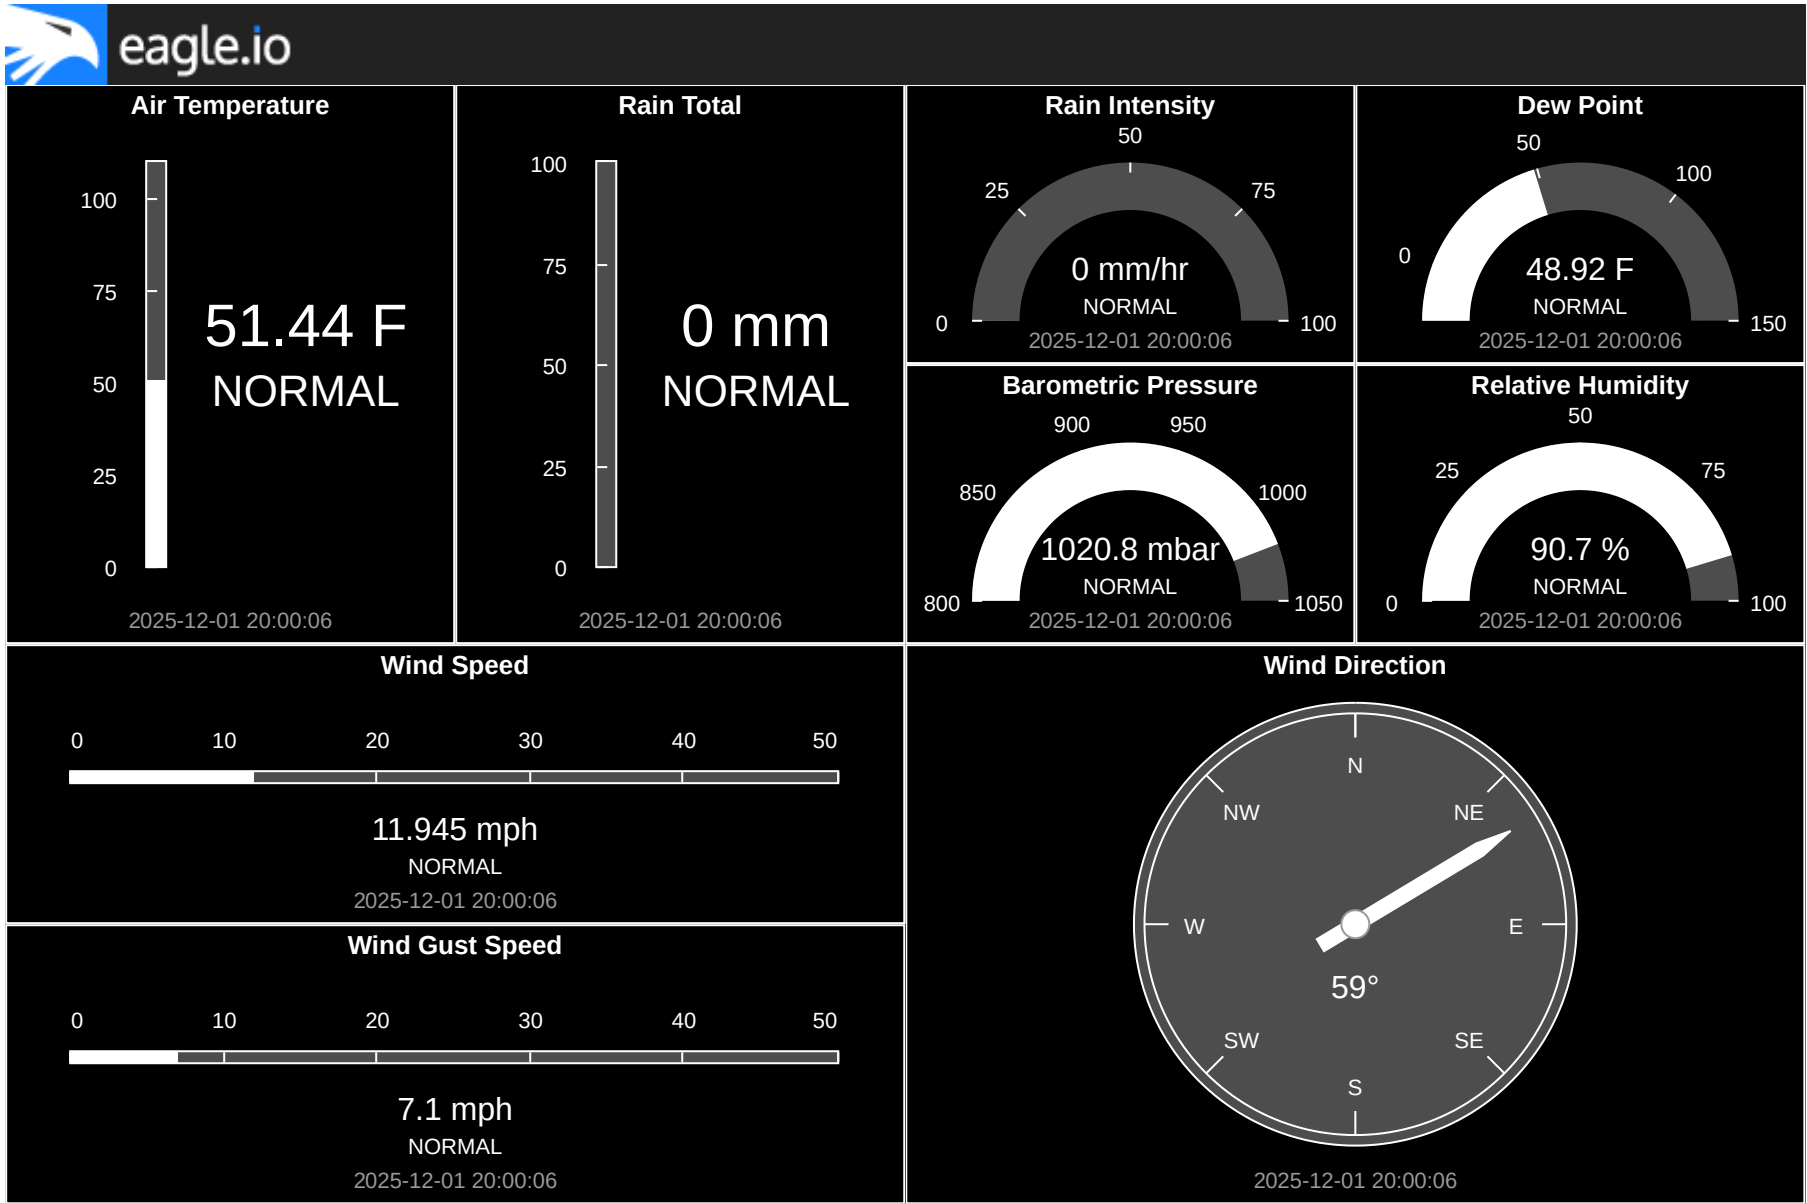 eagle.io
Air Temperature
100
75
50
25
0
51.44 F
NORMAL
2025-12-01 20:00:06
Rain Total
100
75
50
25
0
0 mm
NORMAL
2025-12-01 20:00:06
Rain Intensity
0
25
50
75
100
0 mm/hr
NORMAL
2025-12-01 20:00:06
Dew Point
0
50
100
150
48.92 F
NORMAL
2025-12-01 20:00:06
Barometric Pressure
800
850
900
950
1000
1050
1020.8 mbar
NORMAL
2025-12-01 20:00:06
Relative Humidity
0
25
50
75
100
90.7 %
NORMAL
2025-12-01 20:00:06
Wind Speed
0 10 20 30 40 50
11.945 mph
NORMAL
2025-12-01 20:00:06
Wind Gust Speed
0 10 20 30 40 50
7.1 mph
NORMAL
2025-12-01 20:00:06
Wind Direction
N
NW NE
W E
59°
SW SE
S
2025-12-01 20:00:06